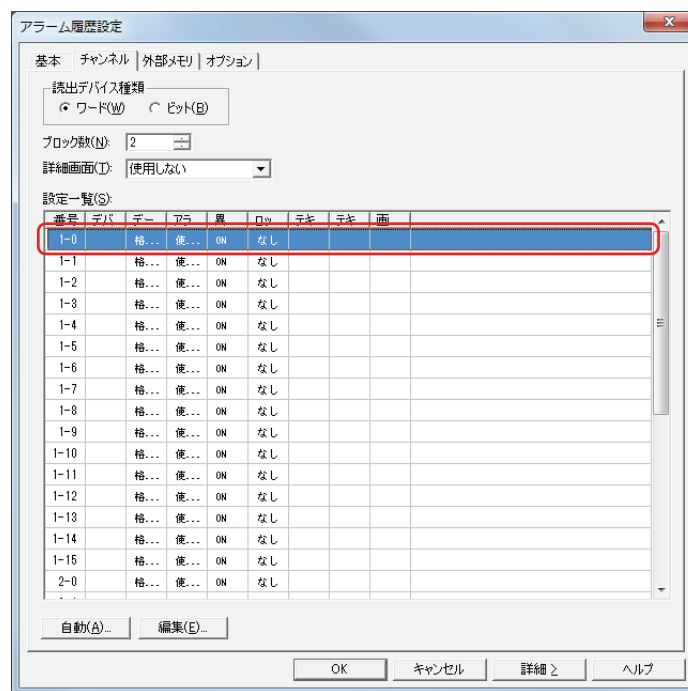 アラーム履歴設定
基本 チャンネル 外部メモリ オプション
読出デバイス種類
ワード(W) ビット(B)
ブロック数(N): 2
詳細画面(T): 使用しない
設定一覧(S):
番号 デバ デー アラ 異 ロッ テキ テキ 画
1-0 格... 使... ON なし
1-1 格... 使... ON なし
1-2 格... 使... ON なし
1-3 格... 使... ON なし
1-4 格... 使... ON なし
1-5 格... 使... ON なし
1-6 格... 使... ON なし
1-7 格... 使... ON なし
1-8 格... 使... ON なし
1-9 格... 使... ON なし
1-10 格... 使... ON なし
1-11 格... 使... ON なし
1-12 格... 使... ON なし
1-13 格... 使... ON なし
1-14 格... 使... ON なし
1-15 格... 使... ON なし
2-0 格... 使... ON なし
自動(A)... 編集(E)...
OK キャンセル 詳細 ≥ ヘルプ